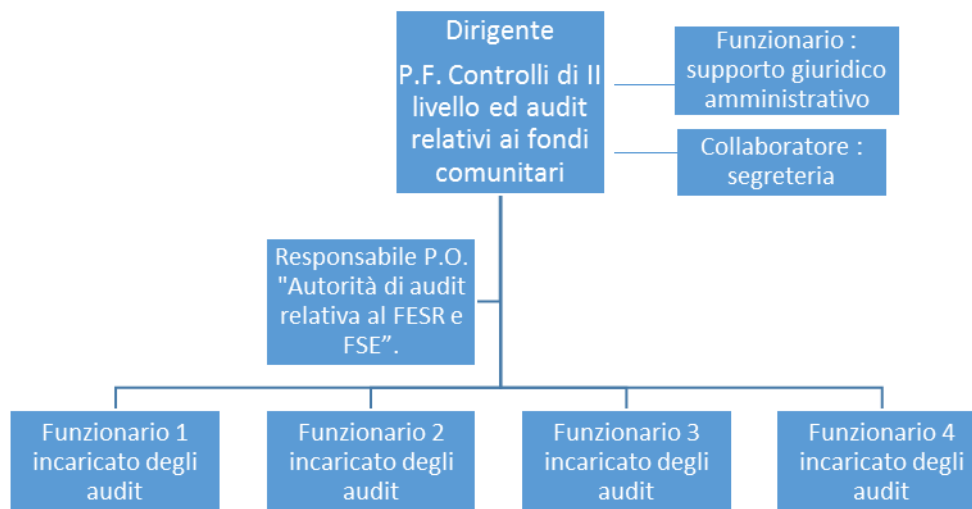 Dirigente
P.F. Controlli di II
livello ed audit
relativi ai fondi
comunitari
Funzionario :
supporto giuridico
amministrativo
Collaboratore :
segreteria
Responsabile P.O.
"Autorità di audit
relativa al FESR e
FSE”.
Funzionario 1
incaricato degli
audit
Funzionario 2
incaricato degli
audit
Funzionario 3
incaricato degli
audit
Funzionario 4
incaricato degli
audit